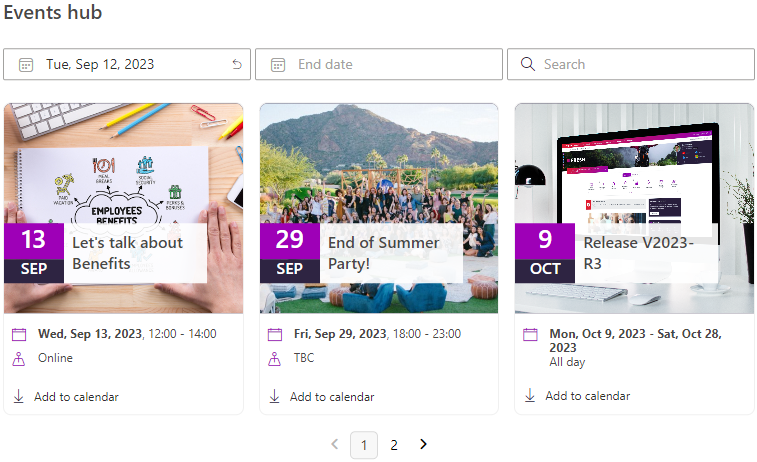 Events hub
Tue, Sep 12, 2023
End date
Search
MEAL
BREAKS
SOCIAL
SECURITY
PAID
VACATION
PERKS &
BONUSES
EMPLOYEES
BENEFITS
13
SEP
Let's talk about
Benefits
Wed, Sep 13, 2023, 12:00 - 14:00
Online
Add to calendar
29
SEP
End of Summer
Party!
Fri, Sep 29, 2023, 18:00 - 23:00
TBC
Add to calendar
FRESH
9
OCT
Release V2023-
R3
Mon, Oct 9, 2023 - Sat, Oct 28,
2023
All day
Add to calendar
1
2